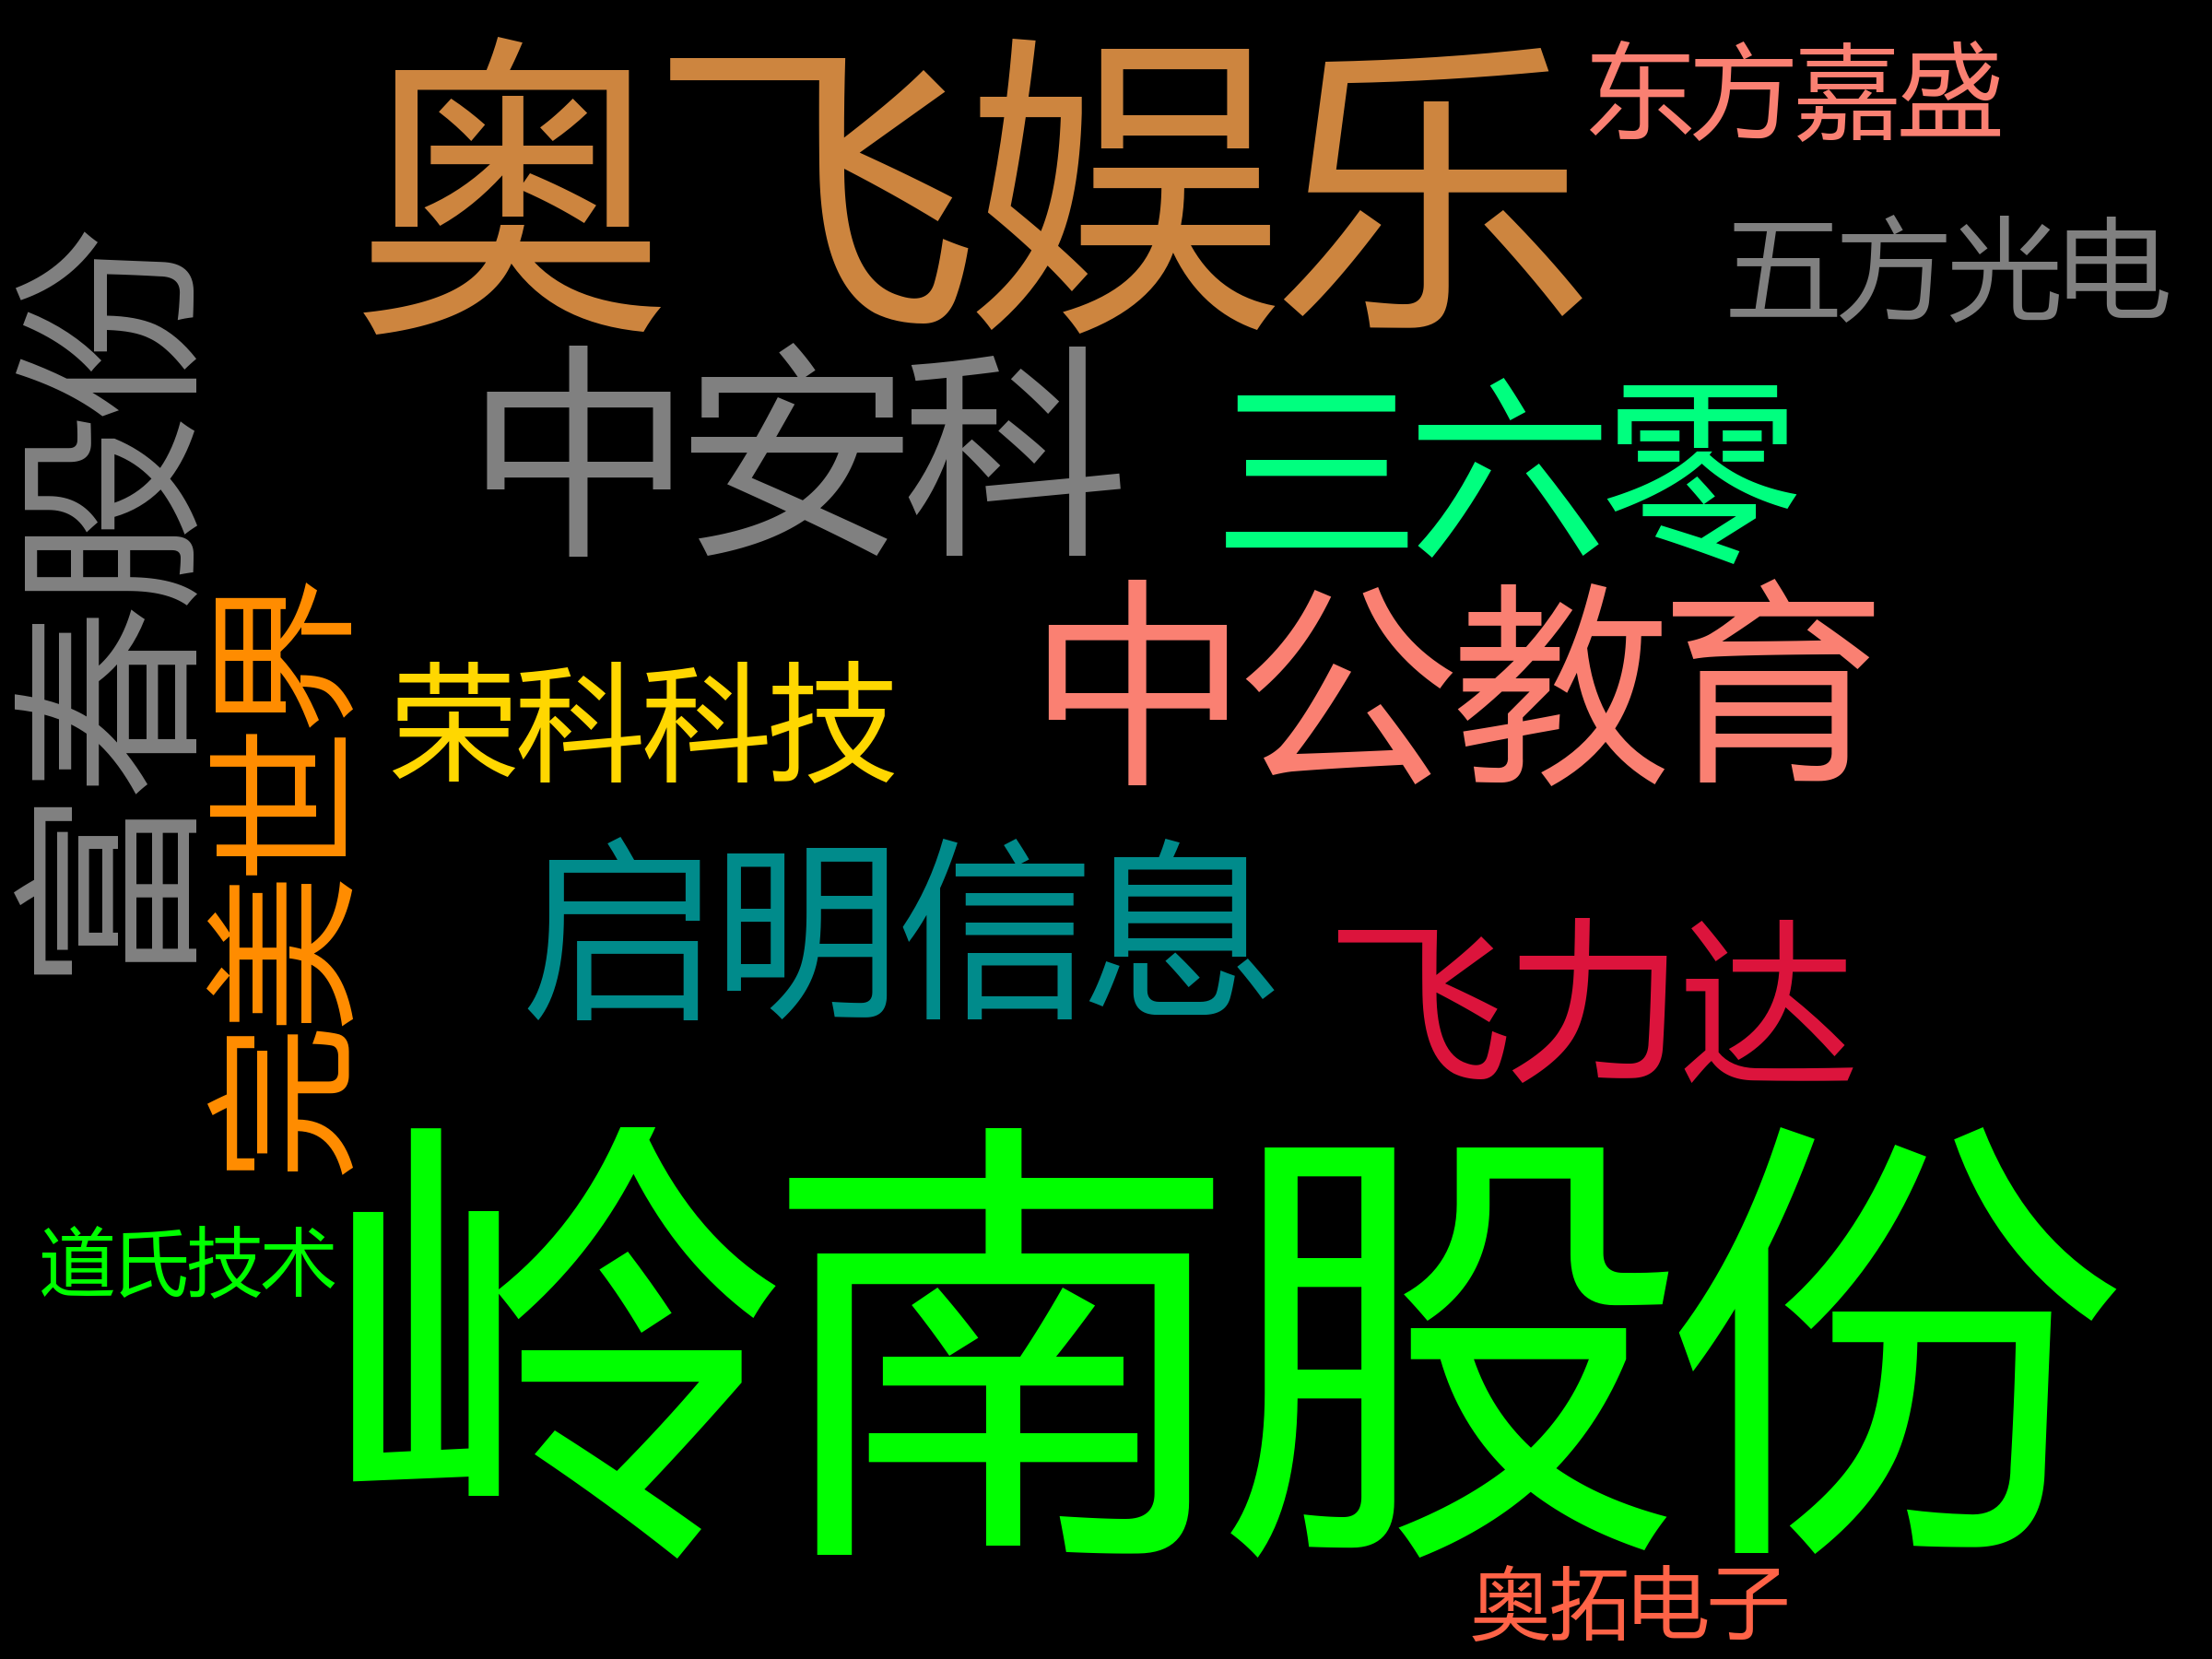 奥飞娱乐
东方嘉盛
五方光电
富春股份
中安科
三六零
中公教育
完美世界
荣科科技
启明信息
飞力达
岭南股份
道氏技术
奥拓电子